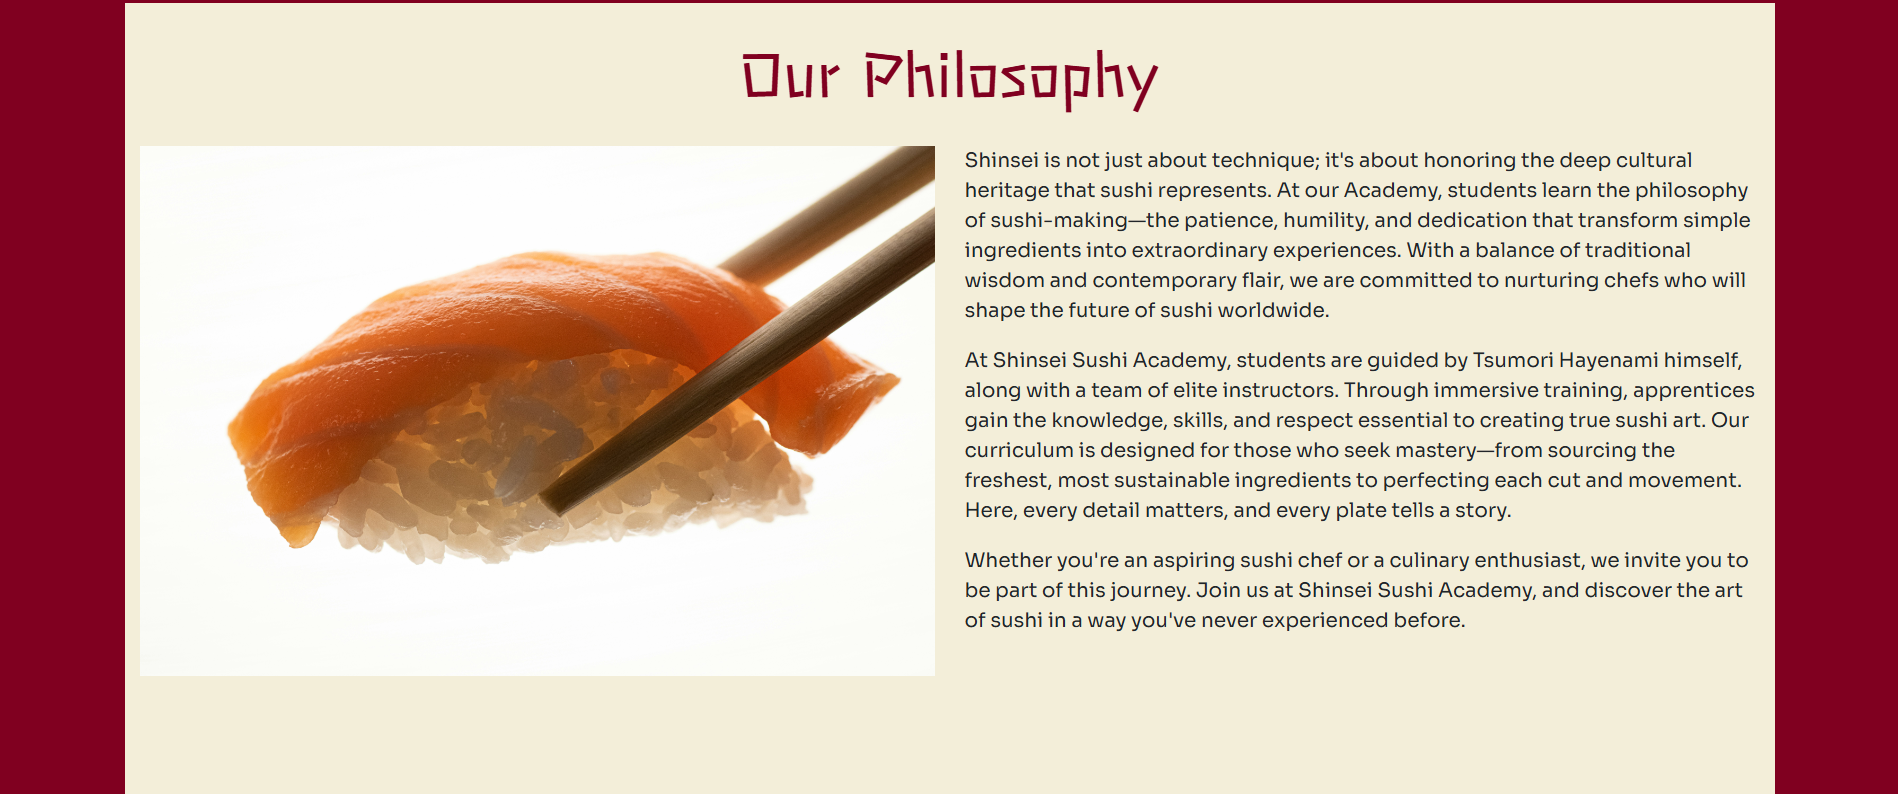 Our Philosophy
Shinsei is not just about technique; it's about honoring the deep cultural
heritage that sushi represents. At our Academy, students learn the philosophy
of sushi-making—the patience, humility, and dedication that transform simple
ingredients into extraordinary experiences. With a balance of traditional
wisdom and contemporary flair, we are committed to nurturing chefs who will
shape the future of sushi worldwide.
At Shinsei Sushi Academy, students are guided by Tsumori Hayenami himself,
along with a team of elite instructors. Through immersive training, apprentices
gain the knowledge, skills, and respect essential to creating true sushi art. Our
curriculum is designed for those who seek mastery—from sourcing the
freshest, most sustainable ingredients to perfecting each cut and movement.
Here, every detail matters, and every plate tells a story.
Whether you're an aspiring sushi chef or a culinary enthusiast, we invite you to
be part of this journey. Join us at Shinsei Sushi Academy, and discover the art
of sushi in a way you've never experienced before.